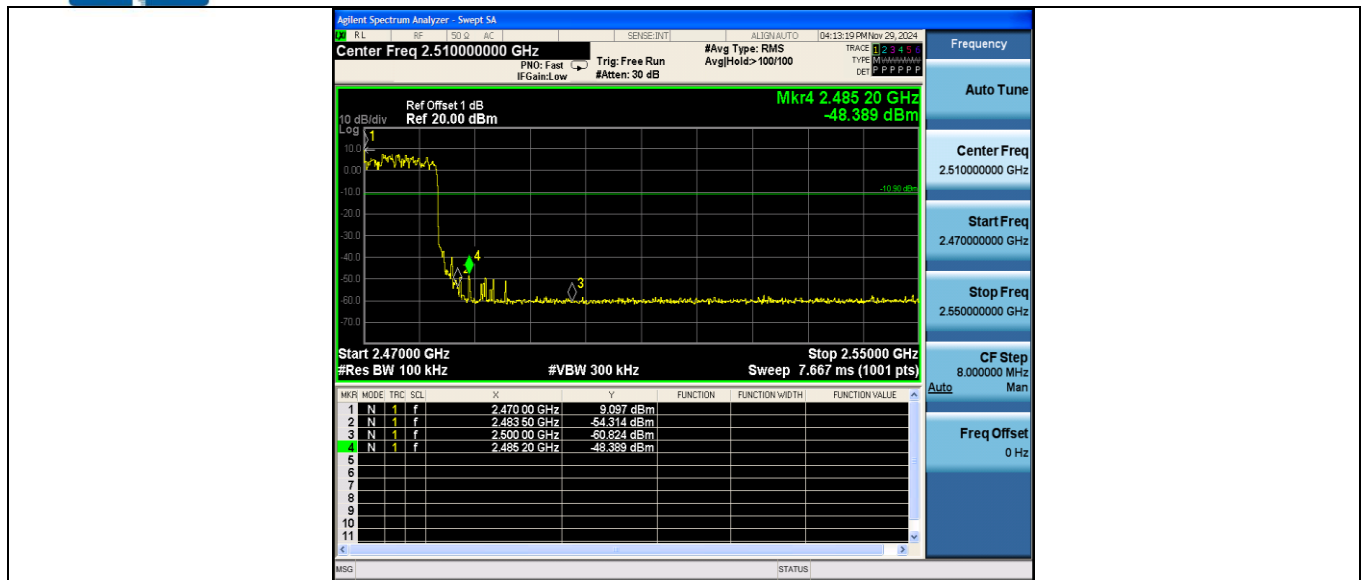 Agilent Spectrum Analyzer - Swept SA
RL RF 50 Ω AC SENSE:INT ALIGN AUTO 04:13:19 PM Nov 29, 2024
Center Freq 2.510000000 GHz #Avg Type: RMS TRACE 1 2 3 4 5 6
PNO: Fast Trig: Free Run Avg|Hold:>100/100 TYPE M
IFGain:Low #Atten: 30 dB DET P P P P P P
Mkr4 2.485 20 GHz
-48.389 dBm
Ref Offset 1 dB
10 dB/div Ref 20.00 dBm
Log
1
10.0
0.00
-10.0
-10.90 dBm
-20.0
-30.0
-40.0
4
2
-50.0
3
-60.0
-70.0
Start 2.47000 GHz Stop 2.55000 GHz
#Res BW 100 kHz #VBW 300 kHz Sweep 7.667 ms (1001 pts)
MKR MODE TRC SCL X Y FUNCTION FUNCTION WIDTH FUNCTION VALUE
1 N 1 f 2.470 00 GHz 9.097 dBm
2 N 1 f 2.483 50 GHz -54.314 dBm
3 N 1 f 2.500 00 GHz -60.824 dBm
4 N 1 f 2.485 20 GHz -48.389 dBm
5
6
7
8
9
10
11
MSG STATUS
Frequency
Auto Tune
Center Freq
2.510000000 GHz
Start Freq
2.470000000 GHz
Stop Freq
2.550000000 GHz
CF Step
8.000000 MHz
Auto Man
Freq Offset
0 Hz